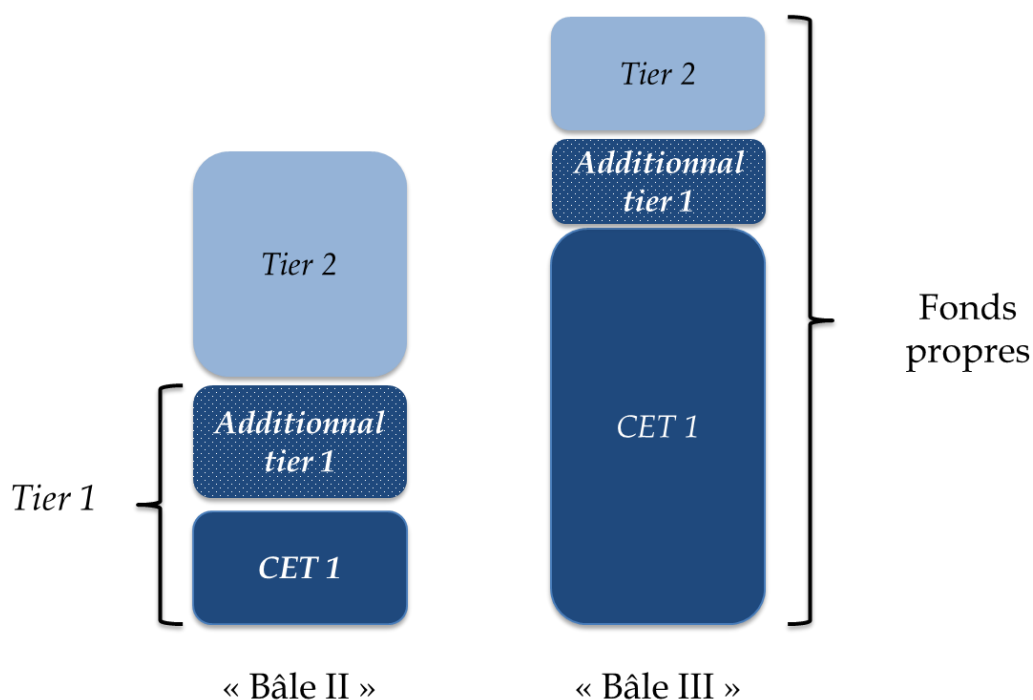 Tier 2
Additionnal
tier 1
CET 1
Tier 1
« Bâle II »
Tier 2
Additionnal
tier 1
CET 1
Fonds
propres
« Bâle III »